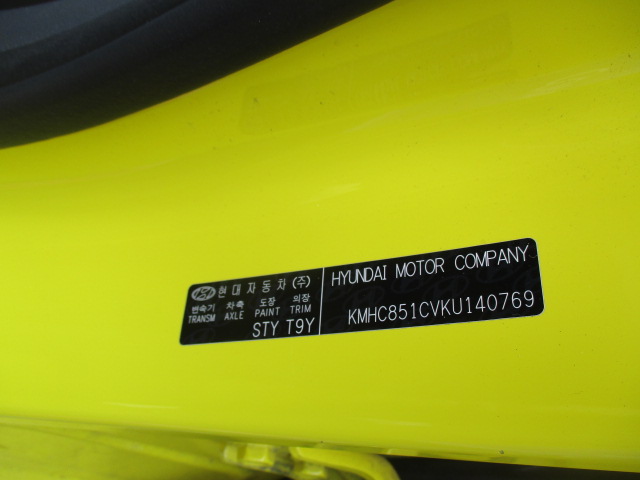 현대자동차(주)
변속기 차축 도장 의장
TRANSM AXLE PAINT TRIM
STY T9Y
HYUNDAI MOTOR COMPANY
KMHC851CVKU140769